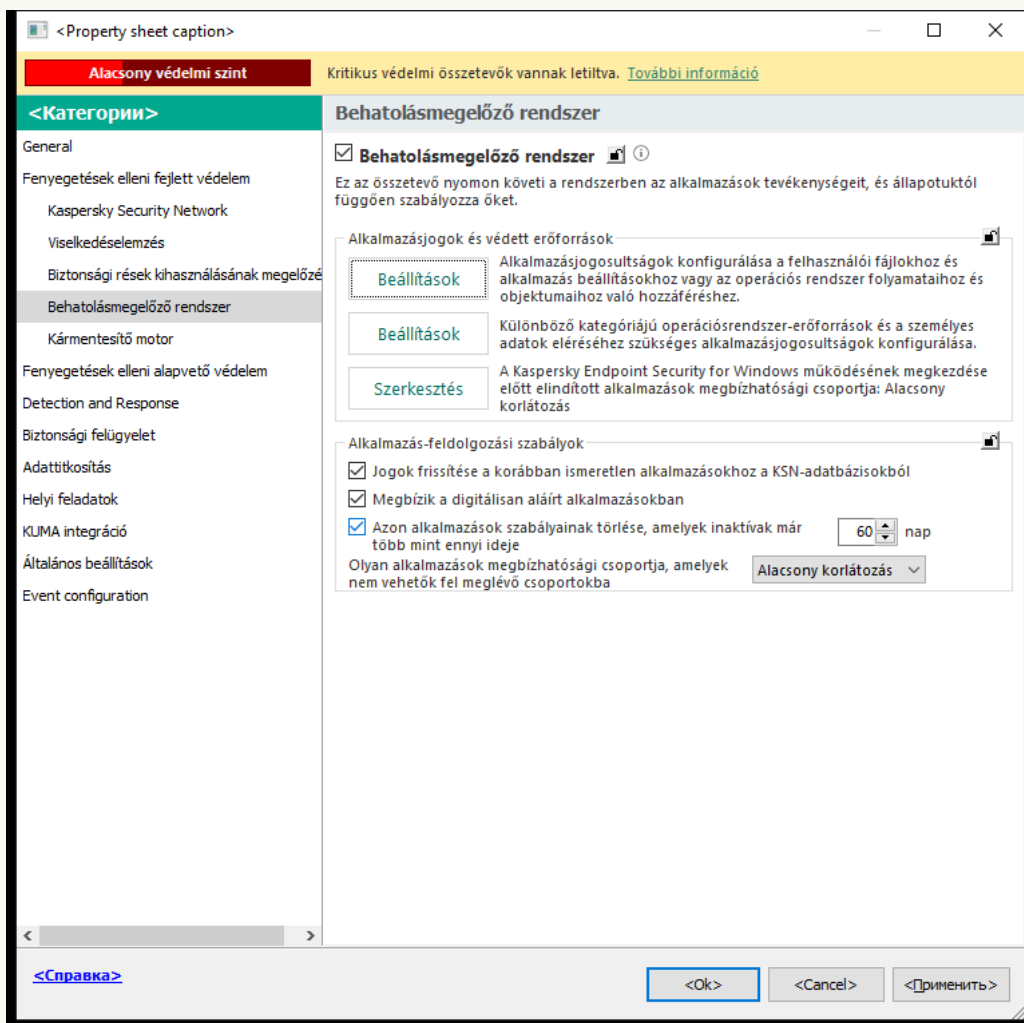 <Property sheet caption>
Alacsony védelmi szint
Kritikus védelmi összetevők vannak letiltva. További információ
<Категории>
General
Fenyegetések elleni fejlett védelem
Kaspersky Security Network
Viselkedéselemzés
Biztonsági rések kihasználásának megelőzé
Behatolásmegelőző rendszer
Kármentesítő motor
Fenyegetések elleni alapvető védelem
Detection and Response
Biztonsági felügyelet
Adattitkosítás
Helyi feladatok
KUMA integráció
Általános beállítások
Event configuration
Behatolásmegelőző rendszer
Behatolásmegelőző rendszer
Ez az összetevő nyomon követi a rendszerben az alkalmazások tevékenységeit, és állapotuktól
függően szabályozza őket.
Alkalmazásjogok és védett erőforrások
Beállítások
Alkalmazásjogosultságok konfigurálása a felhasználói fájlokhoz és
alkalmazás beállításokhoz vagy az operációs rendszer folyamataihoz és
objektumaihoz való hozzáféréshez.
Beállítások
Különböző kategóriájú operációsrendszer-erőforrások és a személyes
adatok eléréséhez szükséges alkalmazásjogosultságok konfigurálása.
Szerkesztés
A Kaspersky Endpoint Security for Windows működésének megkezdése
előtt elindított alkalmazások megbízhatósági csoportja: Alacsony
korlátozás
Alkalmazás-feldolgozási szabályok
Jogok frissítése a korábban ismeretlen alkalmazásokhoz a KSN-adatbázisokból
Megbízik a digitálisan aláírt alkalmazásokban
Azon alkalmazások szabályainak törlése, amelyek inaktívak már
több mint ennyi ideje
60 nap
Olyan alkalmazások megbízhatósági csoportja, amelyek
nem vehetők fel meglévő csoportokba
Alacsony korlátozás
<Справка>
<Ok>
<Cancel>
<Применить>